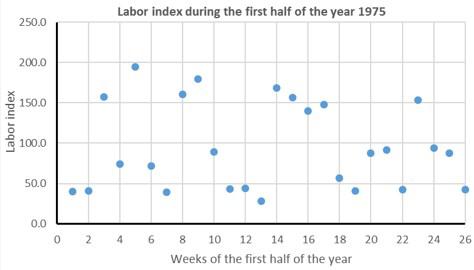 Labor index during the first half of the year 1975
250.0
200.0
150.0
100.0
50.0
0.0
Labor index
0 2 4 6 8 10 12 14 16 18 20 22 24 26
Weeks of the first half of the year